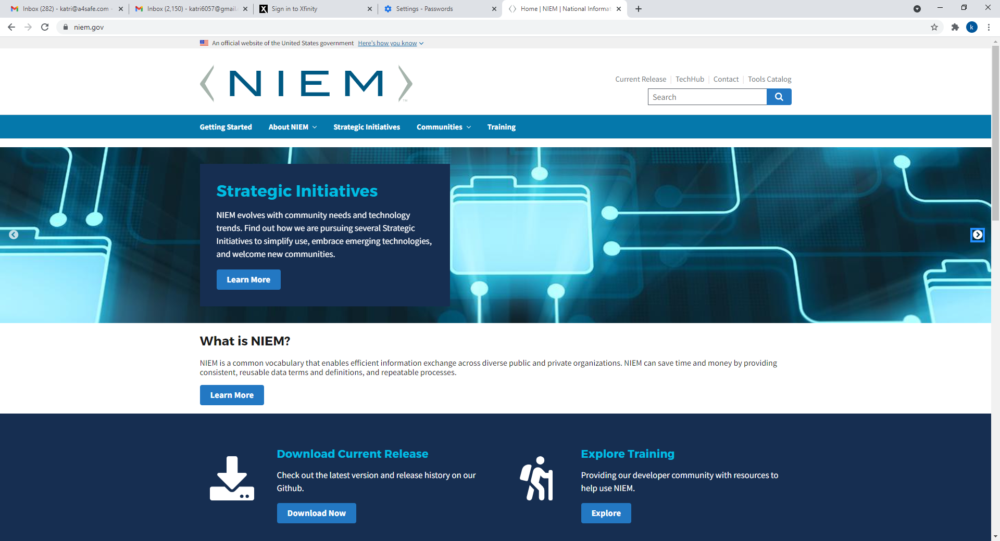 Inbox (282) - katri@a4safe.com -
Inbox (2,150) - katri6057@gmail.
Sign in to Xfinity
Settings - Passwords
Home | NIEM | National Informat
niem.gov
k
An official website of the United States government Here's how you know
NIEM
TM
Current Release | TechHub | Contact | Tools Catalog
Search
Getting Started About NIEM Strategic Initiatives Communities Training
Strategic Initiatives
NIEM evolves with community needs and technology
trends. Find out how we are pursuing several Strategic
Initiatives to simplify use, embrace emerging technologies,
and welcome new communities.
Learn More
What is NIEM?
NIEM is a common vocabulary that enables efficient information exchange across diverse public and private organizations. NIEM can save time and money by providing
consistent, reusable data terms and definitions, and repeatable processes.
Learn More
Download Current Release
Check out the latest version and release history on our
Github.
Download Now
Explore Training
Providing our developer community with resources to
help use NIEM.
Explore